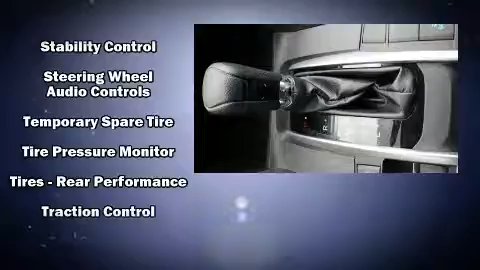 Stability Control
Steering Wheel
Audio Controls
Temporary Spare Tire
Tire Pressure Monitor
Tires - Rear Performance
Traction Control